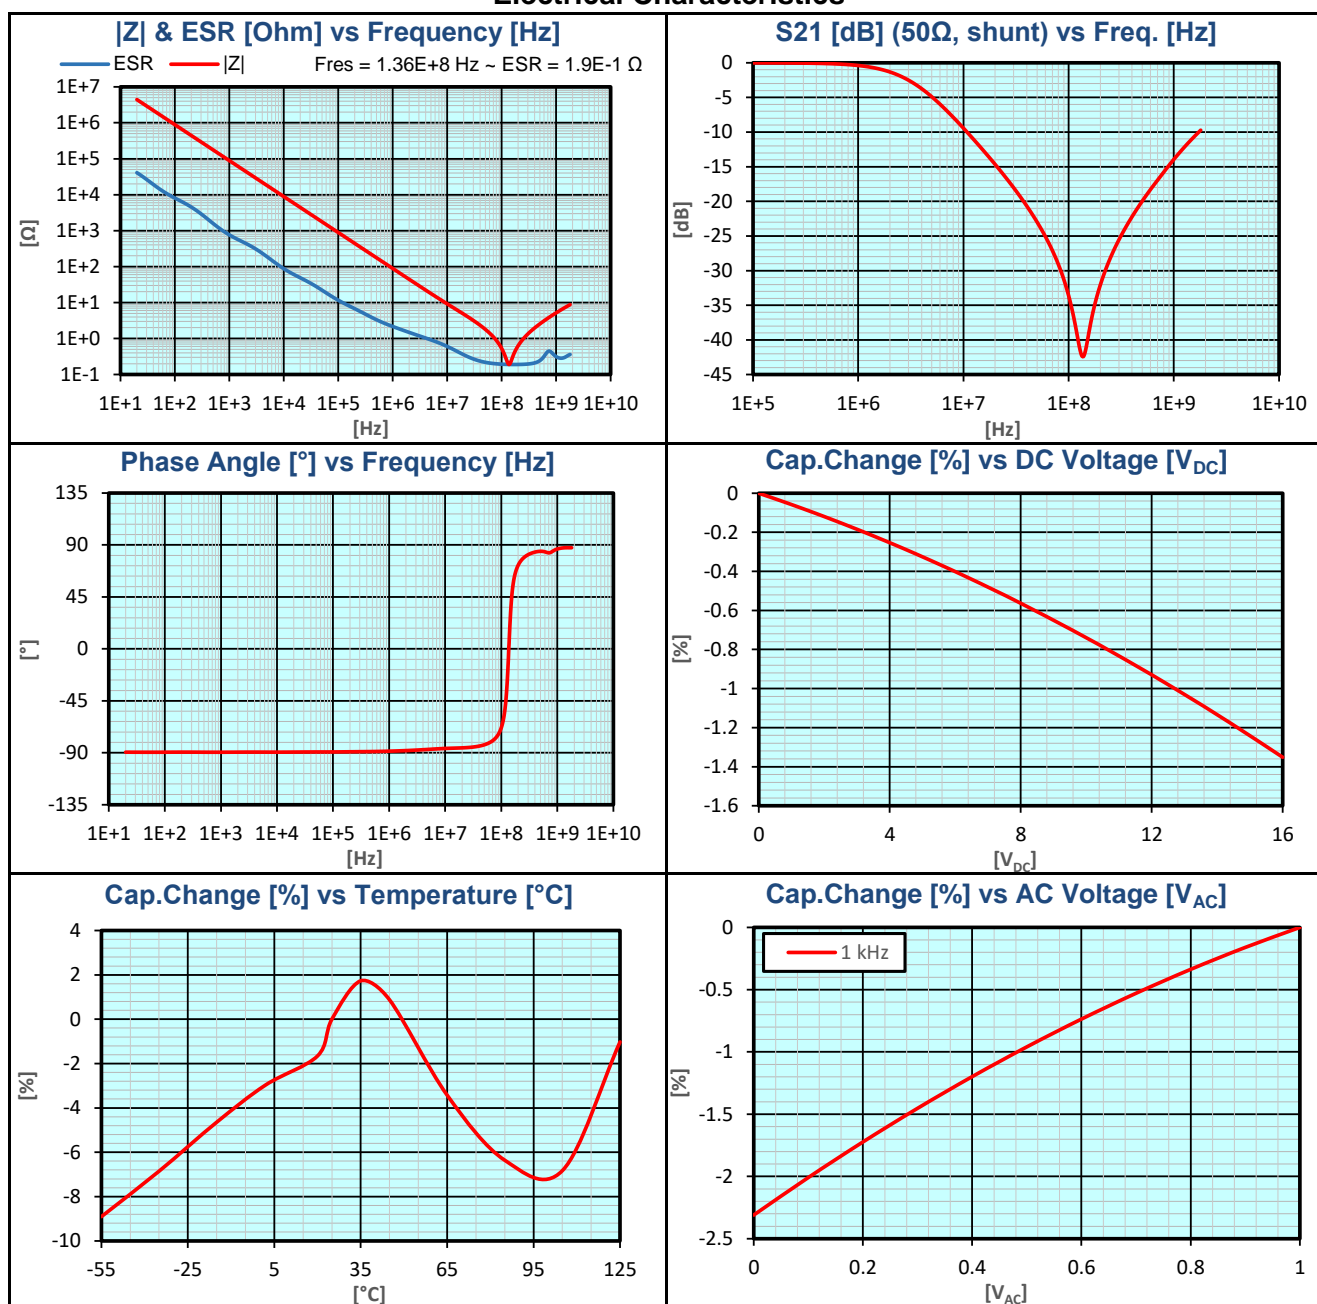 Electrical Characteristics
|Z| & ESR [Ohm] vs Frequency [Hz]
ESR
|Z|
Fres = 1.36E+8 Hz ~ ESR = 1.9E-1 Ω
1E+7
1E+6
1E+5
1E+4
1E+3
1E+2
1E+1
1E+0
1E-1
[Ω]
1E+1 1E+2 1E+3 1E+4 1E+5 1E+6 1E+7 1E+8 1E+9 1E+10
[Hz]
S21 [dB] (50Ω, shunt) vs Freq. [Hz]
0
-5
-10
-15
-20
-25
-30
-35
-40
-45
[dB]
1E+5 1E+6 1E+7 1E+8 1E+9 1E+10
[Hz]
Phase Angle [°] vs Frequency [Hz]
135
90
45
0
-45
-90
-135
[°]
1E+1 1E+2 1E+3 1E+4 1E+5 1E+6 1E+7 1E+8 1E+9 1E+10
[Hz]
Cap.Change [%] vs DC Voltage [VDC]
0
-0.2
-0.4
-0.6
-0.8
-1
-1.2
-1.4
-1.6
[%]
0 4 8 12 16
[VDC]
Cap.Change [%] vs Temperature [°C]
4
2
0
-2
-4
-6
-8
-10
[%]
-55 -25 5 35 65 95 125
[°C]
Cap.Change [%] vs AC Voltage [VAC]
1 kHz
0
-0.5
-1
-1.5
-2
-2.5
[%]
0 0.2 0.4 0.6 0.8 1
[VAC]